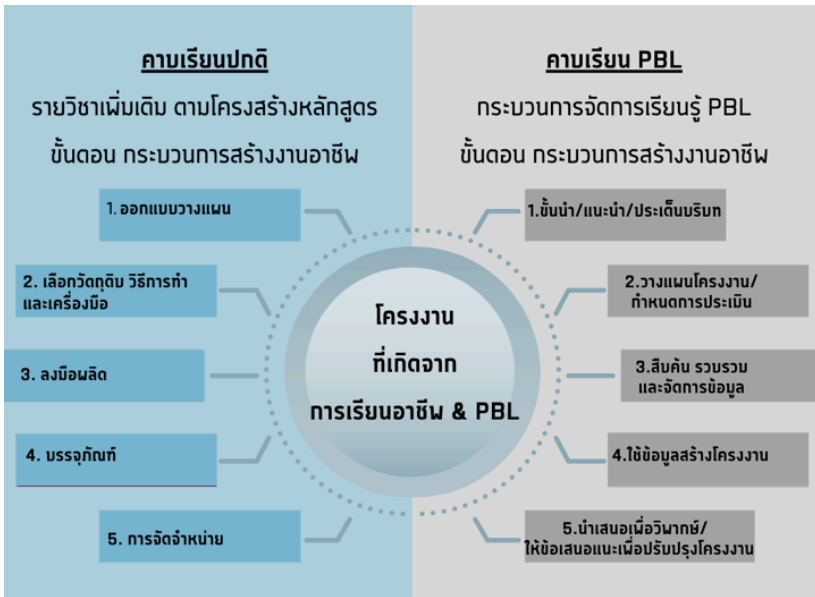 คาบเรียนปกติ
รายวิชาเพิ่มเติม ตามโครงสร้างหลักสูตร
ขั้นตอน กระบวนการสร้างงานอาชีพ
1. ออกแบบวางแผน
2. เลือกวัตถุดิบ วิธีการทำ
และเครื่องมือ
3. ลงมือผลิต
4. บรรจุภัณฑ์
5. การจัดจำหน่าย
โครงงาน
ที่เกิดจาก
การเรียนอาชีพ & PBL
คาบเรียน PBL
กระบวนการจัดการเรียนรู้ PBL
ขั้นตอน กระบวนการสร้างงานอาชีพ
1.ขั้นนำ/แนะนำ/ประเด็นบริบท
2.วางแผนโครงงาน/
กำหนดการประเมิน
3.สืบค้น รวบรวม
และจัดการข้อมูล
4.ใช้ข้อมูลสร้างโครงงาน
5.นำเสนอเพื่อวิพากษ์/
ให้ข้อเสนอแนะเพื่อปรับปรุงโครงงาน